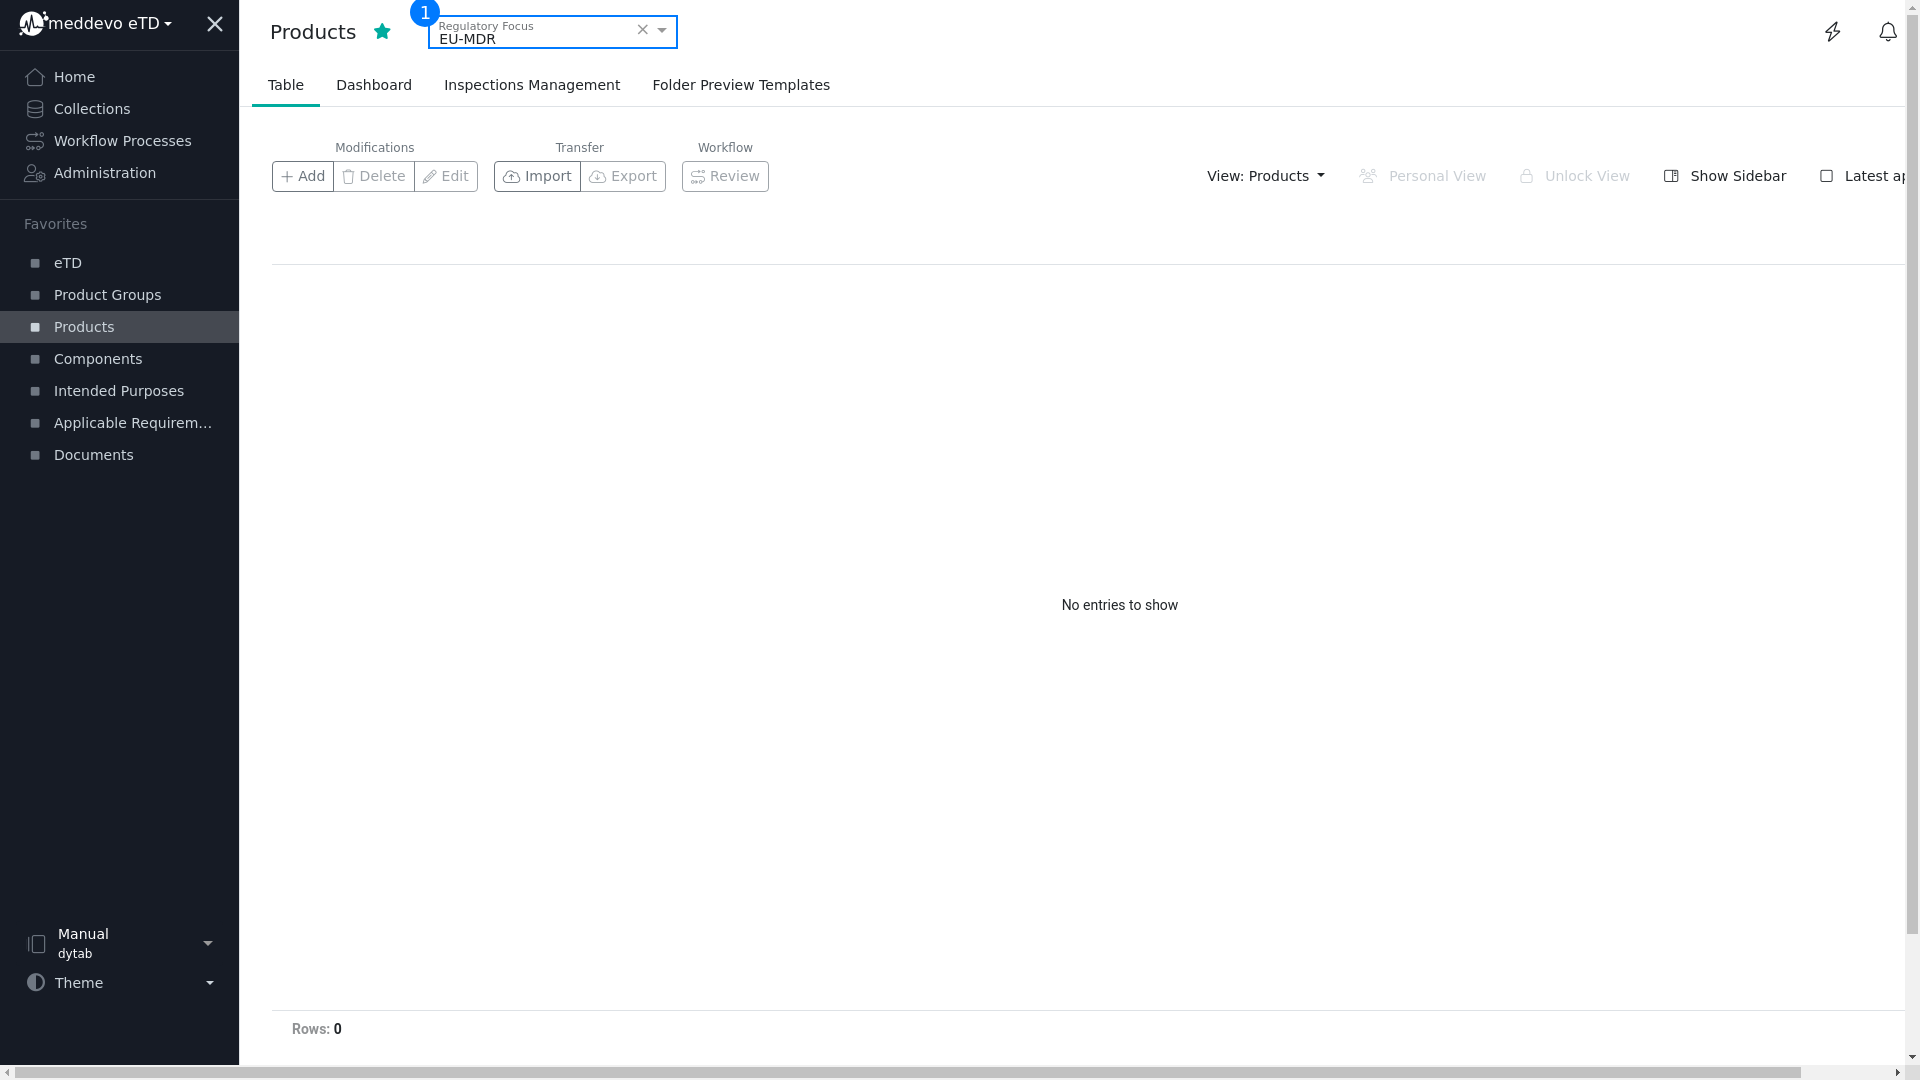 meddevo eTD
Home
Collections
Workflow Processes
Administration
Favorites
eTD
Product Groups
Products
Components
Intended Purposes
Applicable Requirem...
Documents
Manual
dytab
Theme
Products
1
Regulatory Focus
EU-MDR
Table Dashboard Inspections Management Folder Preview Templates
Modifications Transfer Workflow
Add Delete Edit Import Export Review
View: Products Personal View Unlock View Show Sidebar Latest ap
No entries to show
Rows: 0